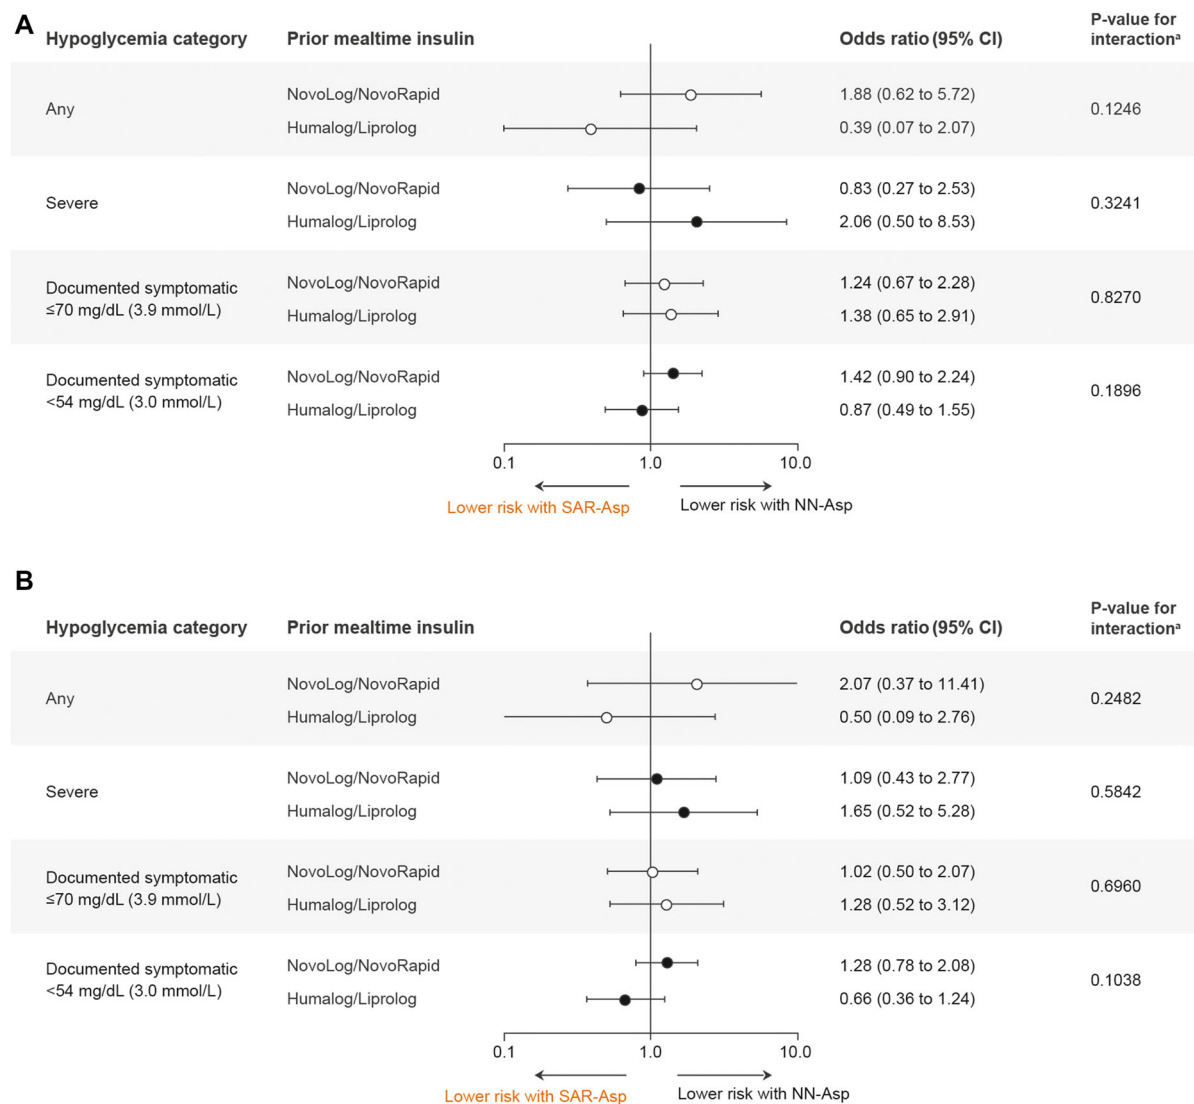 A
Hypoglycemia category Prior mealtime insulin Odds ratio (95% CI) P-value for
interactionᵃ
Any
NovoLog/NovoRapid 1.88 (0.62 to 5.72)
0.1246
Humalog/Liprolog 0.39 (0.07 to 2.07)
Severe
NovoLog/NovoRapid 0.83 (0.27 to 2.53)
0.3241
Humalog/Liprolog 2.06 (0.50 to 8.53)
Documented symptomatic
≤70 mg/dL (3.9 mmol/L)
NovoLog/NovoRapid 1.24 (0.67 to 2.28)
0.8270
Humalog/Liprolog 1.38 (0.65 to 2.91)
Documented symptomatic
<54 mg/dL (3.0 mmol/L)
NovoLog/NovoRapid 1.42 (0.90 to 2.24)
0.1896
Humalog/Liprolog 0.87 (0.49 to 1.55)
0.1 1.0 10.0
Lower risk with SAR-Asp Lower risk with NN-Asp
B
Hypoglycemia category Prior mealtime insulin Odds ratio (95% CI) P-value for
interactionᵃ
Any
NovoLog/NovoRapid 2.07 (0.37 to 11.41)
0.2482
Humalog/Liprolog 0.50 (0.09 to 2.76)
Severe
NovoLog/NovoRapid 1.09 (0.43 to 2.77)
0.5842
Humalog/Liprolog 1.65 (0.52 to 5.28)
Documented symptomatic
≤70 mg/dL (3.9 mmol/L)
NovoLog/NovoRapid 1.02 (0.50 to 2.07)
0.6960
Humalog/Liprolog 1.28 (0.52 to 3.12)
Documented symptomatic
<54 mg/dL (3.0 mmol/L)
NovoLog/NovoRapid 1.28 (0.78 to 2.08)
0.1038
Humalog/Liprolog 0.66 (0.36 to 1.24)
0.1 1.0 10.0
Lower risk with SAR-Asp Lower risk with NN-Asp